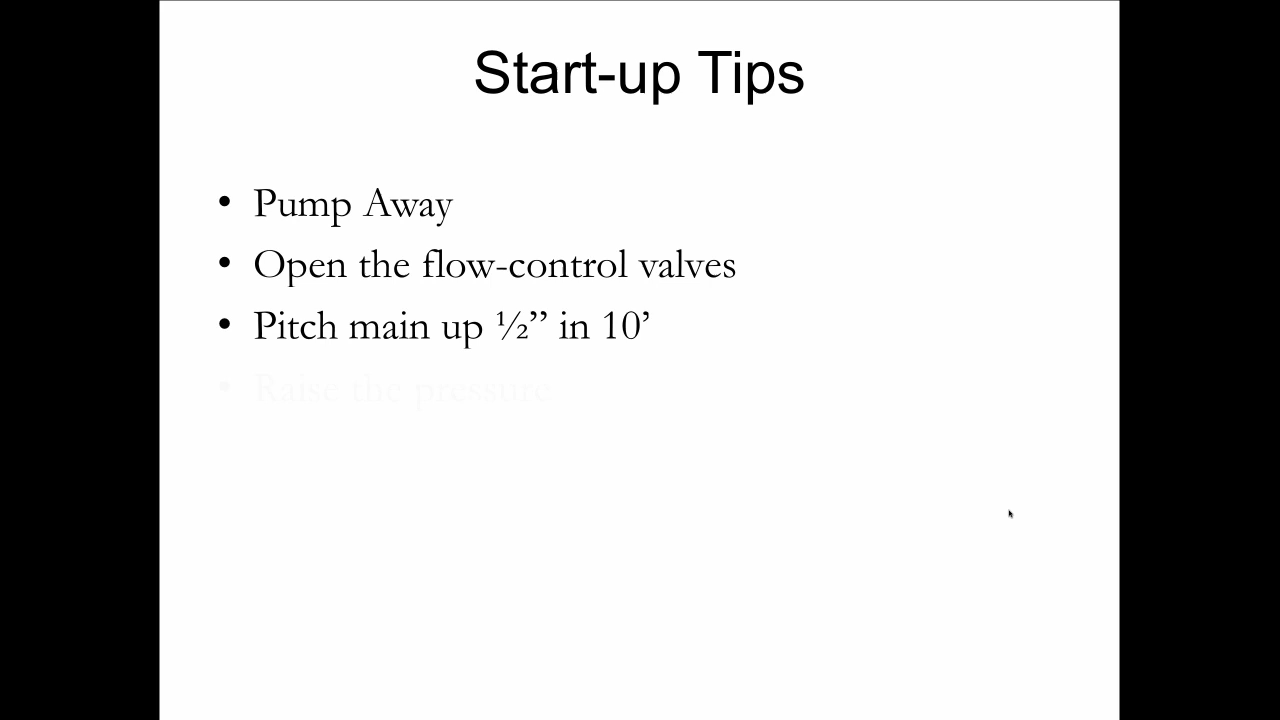 Start-up Tips
• Pump Away
• Open the flow-control valves
• Pitch main up ½” in 10’
• Raise the pressure